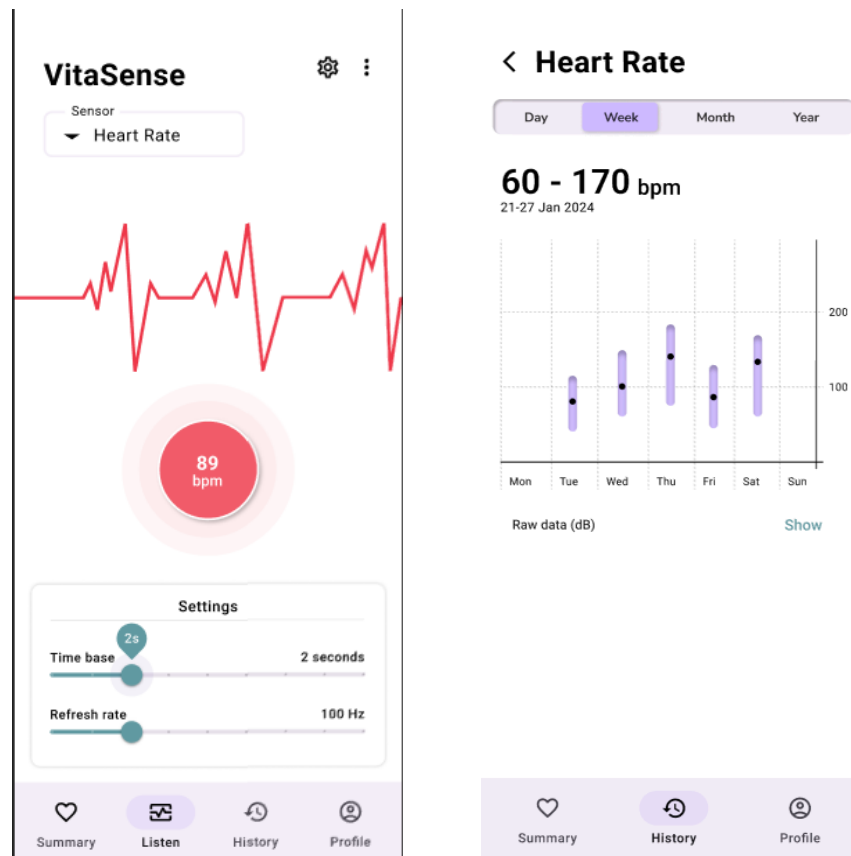 VitaSense
Sensor
Heart Rate
89
bpm
Settings
2s
Time base 2 seconds
Refresh rate 100 Hz
Summary Listen History Profile
Heart Rate
Day Week Month Year
60 - 170 bpm
21-27 Jan 2024
200
100
Mon Tue Wed Thu Fri Sat Sun
Raw data (dB) Show
Summary History Profile